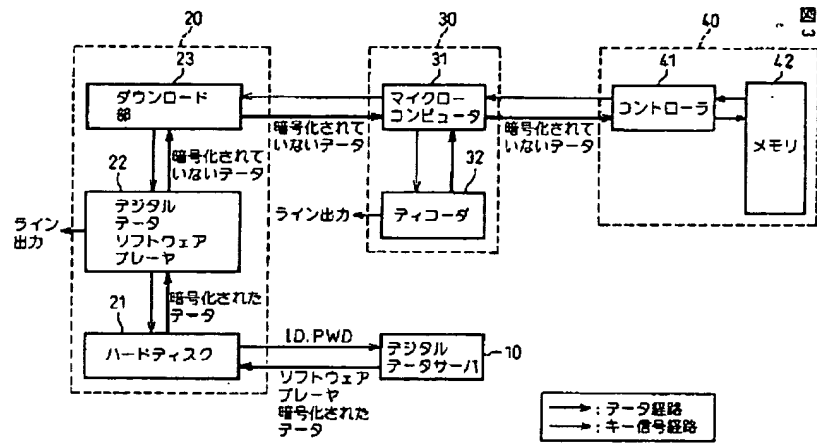 図3
20
30
40
23
31
41
42
ダウンロード
部
マイクロー
コンピュータ
コントローラ
メモリ
暗号化されて
いないデータ
暗号化されて
いないデータ
暗号化されて
いないデータ
22
32
デジタル
データ
ソフトウェア
プレーヤ
ライン
出力
ライン出力
ディコーダ
暗号化された
データ
21
ハードディスク
I.D.PWD
デジタル
データサーバ
10
ソフトウェア
プレーヤ
暗号化された
データ
:データ経路
:キー信号経路